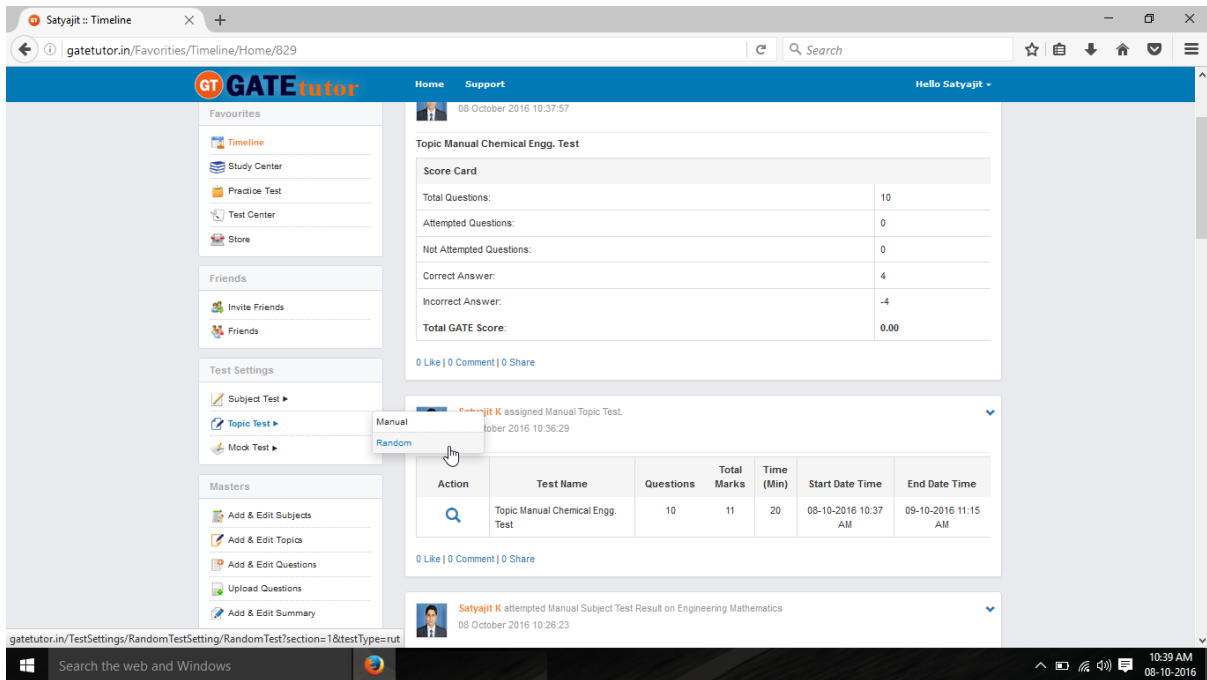 Satyajit :: Timeline
gatetutor.in/Favorities/Timeline/Home/829
Search
GT GATEtutor
Home Support Hello Satyajit
Favourites
Timeline
Study Center
Practice Test
Test Center
Store
Friends
Invite Friends
Friends
Test Settings
Subject Test
Topic Test
Mock Test
Manual
Random
Masters
Add & Edit Subjects
Add & Edit Topics
Add & Edit Questions
Upload Questions
Add & Edit Summary
08 October 2016 10:37:57
Topic Manual Chemical Engg. Test
Score Card
Total Questions: 10
Attempted Questions: 0
Not Attempted Questions: 0
Correct Answer: 4
Incorrect Answer: -4
Total GATE Score: 0.00
0 Like | 0 Comment | 0 Share
Satyajit K assigned Manual Topic Test.
tober 2016 10:36:29
Action Test Name Questions Total Marks Time (Min) Start Date Time End Date Time
Topic Manual Chemical Engg. Test 10 11 20 08-10-2016 10:37 AM 09-10-2016 11:15 AM
0 Like | 0 Comment | 0 Share
Satyajit K attempted Manual Subject Test Result on Engineering Mathematics
08 October 2016 10:26:23
gatetutor.in/TestSettings/RandomTestSetting/RandomTest?section=1&testType=rut
Search the web and Windows
10:39 AM
08-10-2016